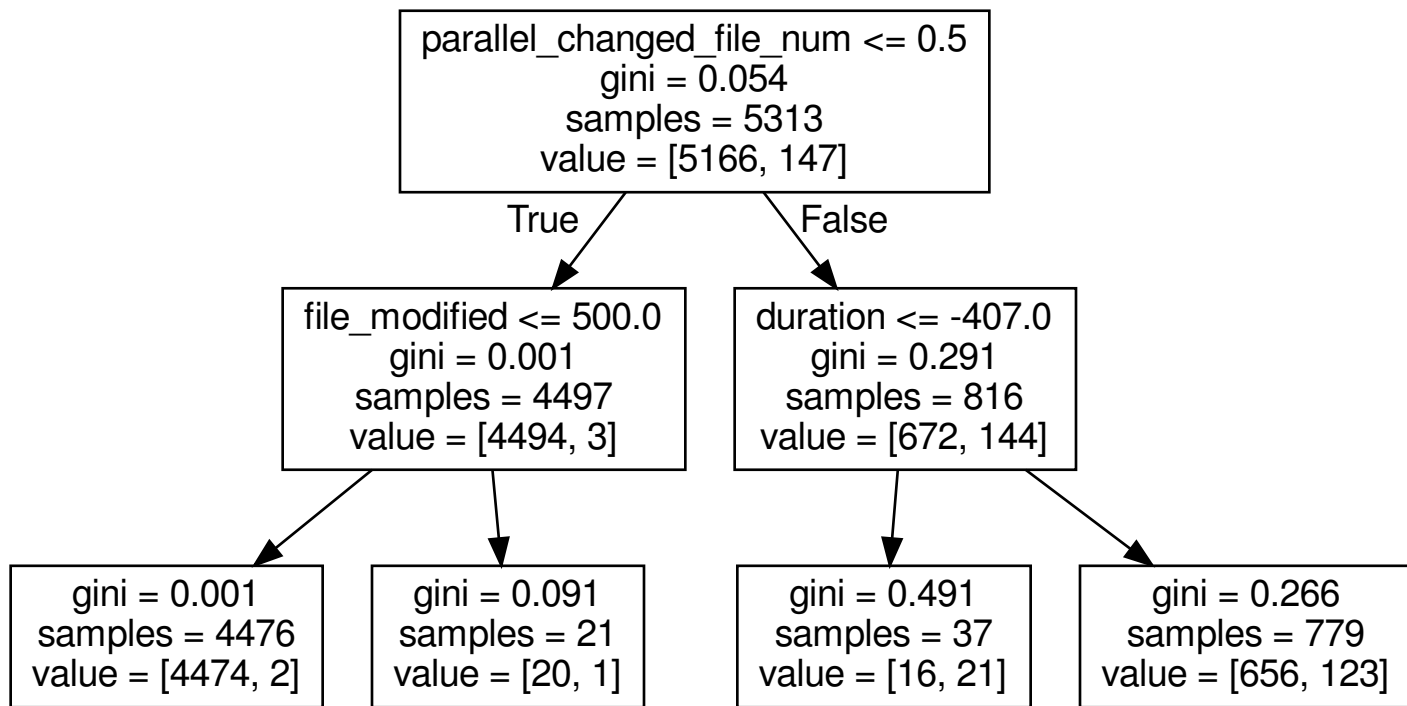 parallel_changed_file_num <= 0.5
gini = 0.054
samples = 5313
value = [5166, 147]
True
False
file_modified <= 500.0
gini = 0.001
samples = 4497
value = [4494, 3]
duration <= -407.0
gini = 0.291
samples = 816
value = [672, 144]
gini = 0.001
samples = 4476
value = [4474, 2]
gini = 0.091
samples = 21
value = [20, 1]
gini = 0.491
samples = 37
value = [16, 21]
gini = 0.266
samples = 779
value = [656, 123]